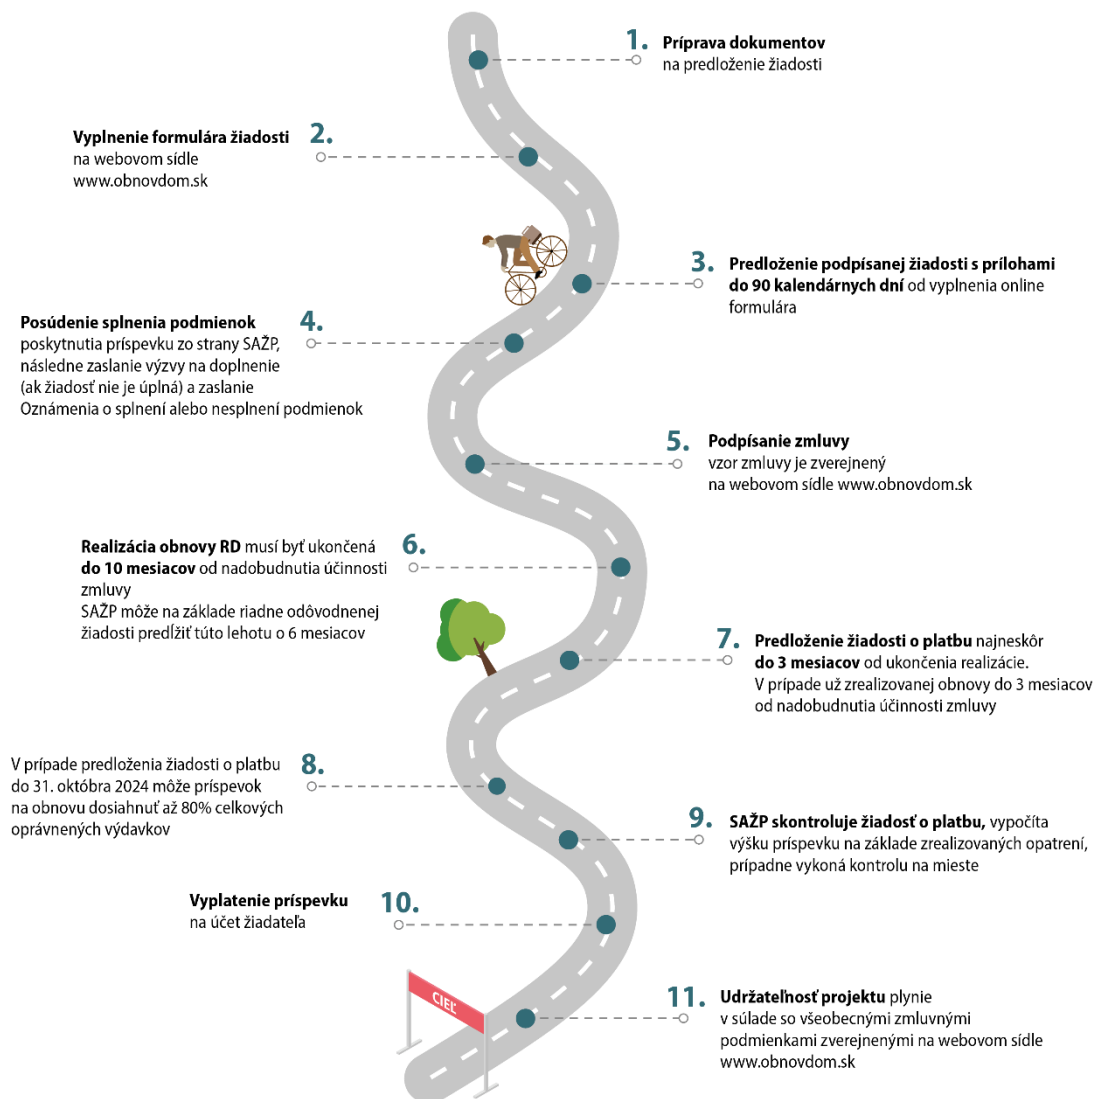 1. Príprava dokumentov
na predloženie žiadosti
Vyplnenie formulára žiadosti 2.
na webovom sídle
www.obnovdom.sk
3. Predloženie podpísanej žiadosti s prílohami
do 90 kalendárnych dní od vyplnenia online
formulára
Posúdenie splnenia podmienok 4.
poskytnutia príspevku zo strany SAŽP,
následne zaslanie výzvy na doplnenie
(ak žiadosť nie je úplná) a zaslanie
Oznámenia o splnení alebo nesplnení podmienok
5. Podpísanie zmluvy
vzor zmluvy je zverejnený
na webovom sídle www.obnovdom.sk
Realizácia obnovy RD musí byť ukončená 6.
do 10 mesiacov od nadobudnutia účinnosti
zmluvy
SAŽP môže na základe riadne odôvodnenej
žiadosti predĺžiť túto lehotu o 6 mesiacov
7. Predloženie žiadosti o platbu najneskôr
do 3 mesiacov od ukončenia realizácie.
V prípade už zrealizovanej obnovy do 3 mesiacov
od nadobudnutia účinnosti zmluvy
V prípade predloženia žiadosti o platbu 8.
do 31. októbra 2024 môže príspevok
na obnovu dosiahnuť až 80% celkových
oprávnených výdavkov
9. SAŽP skontroluje žiadosť o platbu, vypočíta
výšku príspevku na základe zrealizovaných opatrení,
prípadne vykoná kontrolu na mieste
Vyplatenie príspevku 10.
na účet žiadateľa
CIEĽ
11. Udržateľnosť projektu plynie
v súlade so všeobecnými zmluvnými
podmienkami zverejnenými na webovom sídle
www.obnovdom.sk